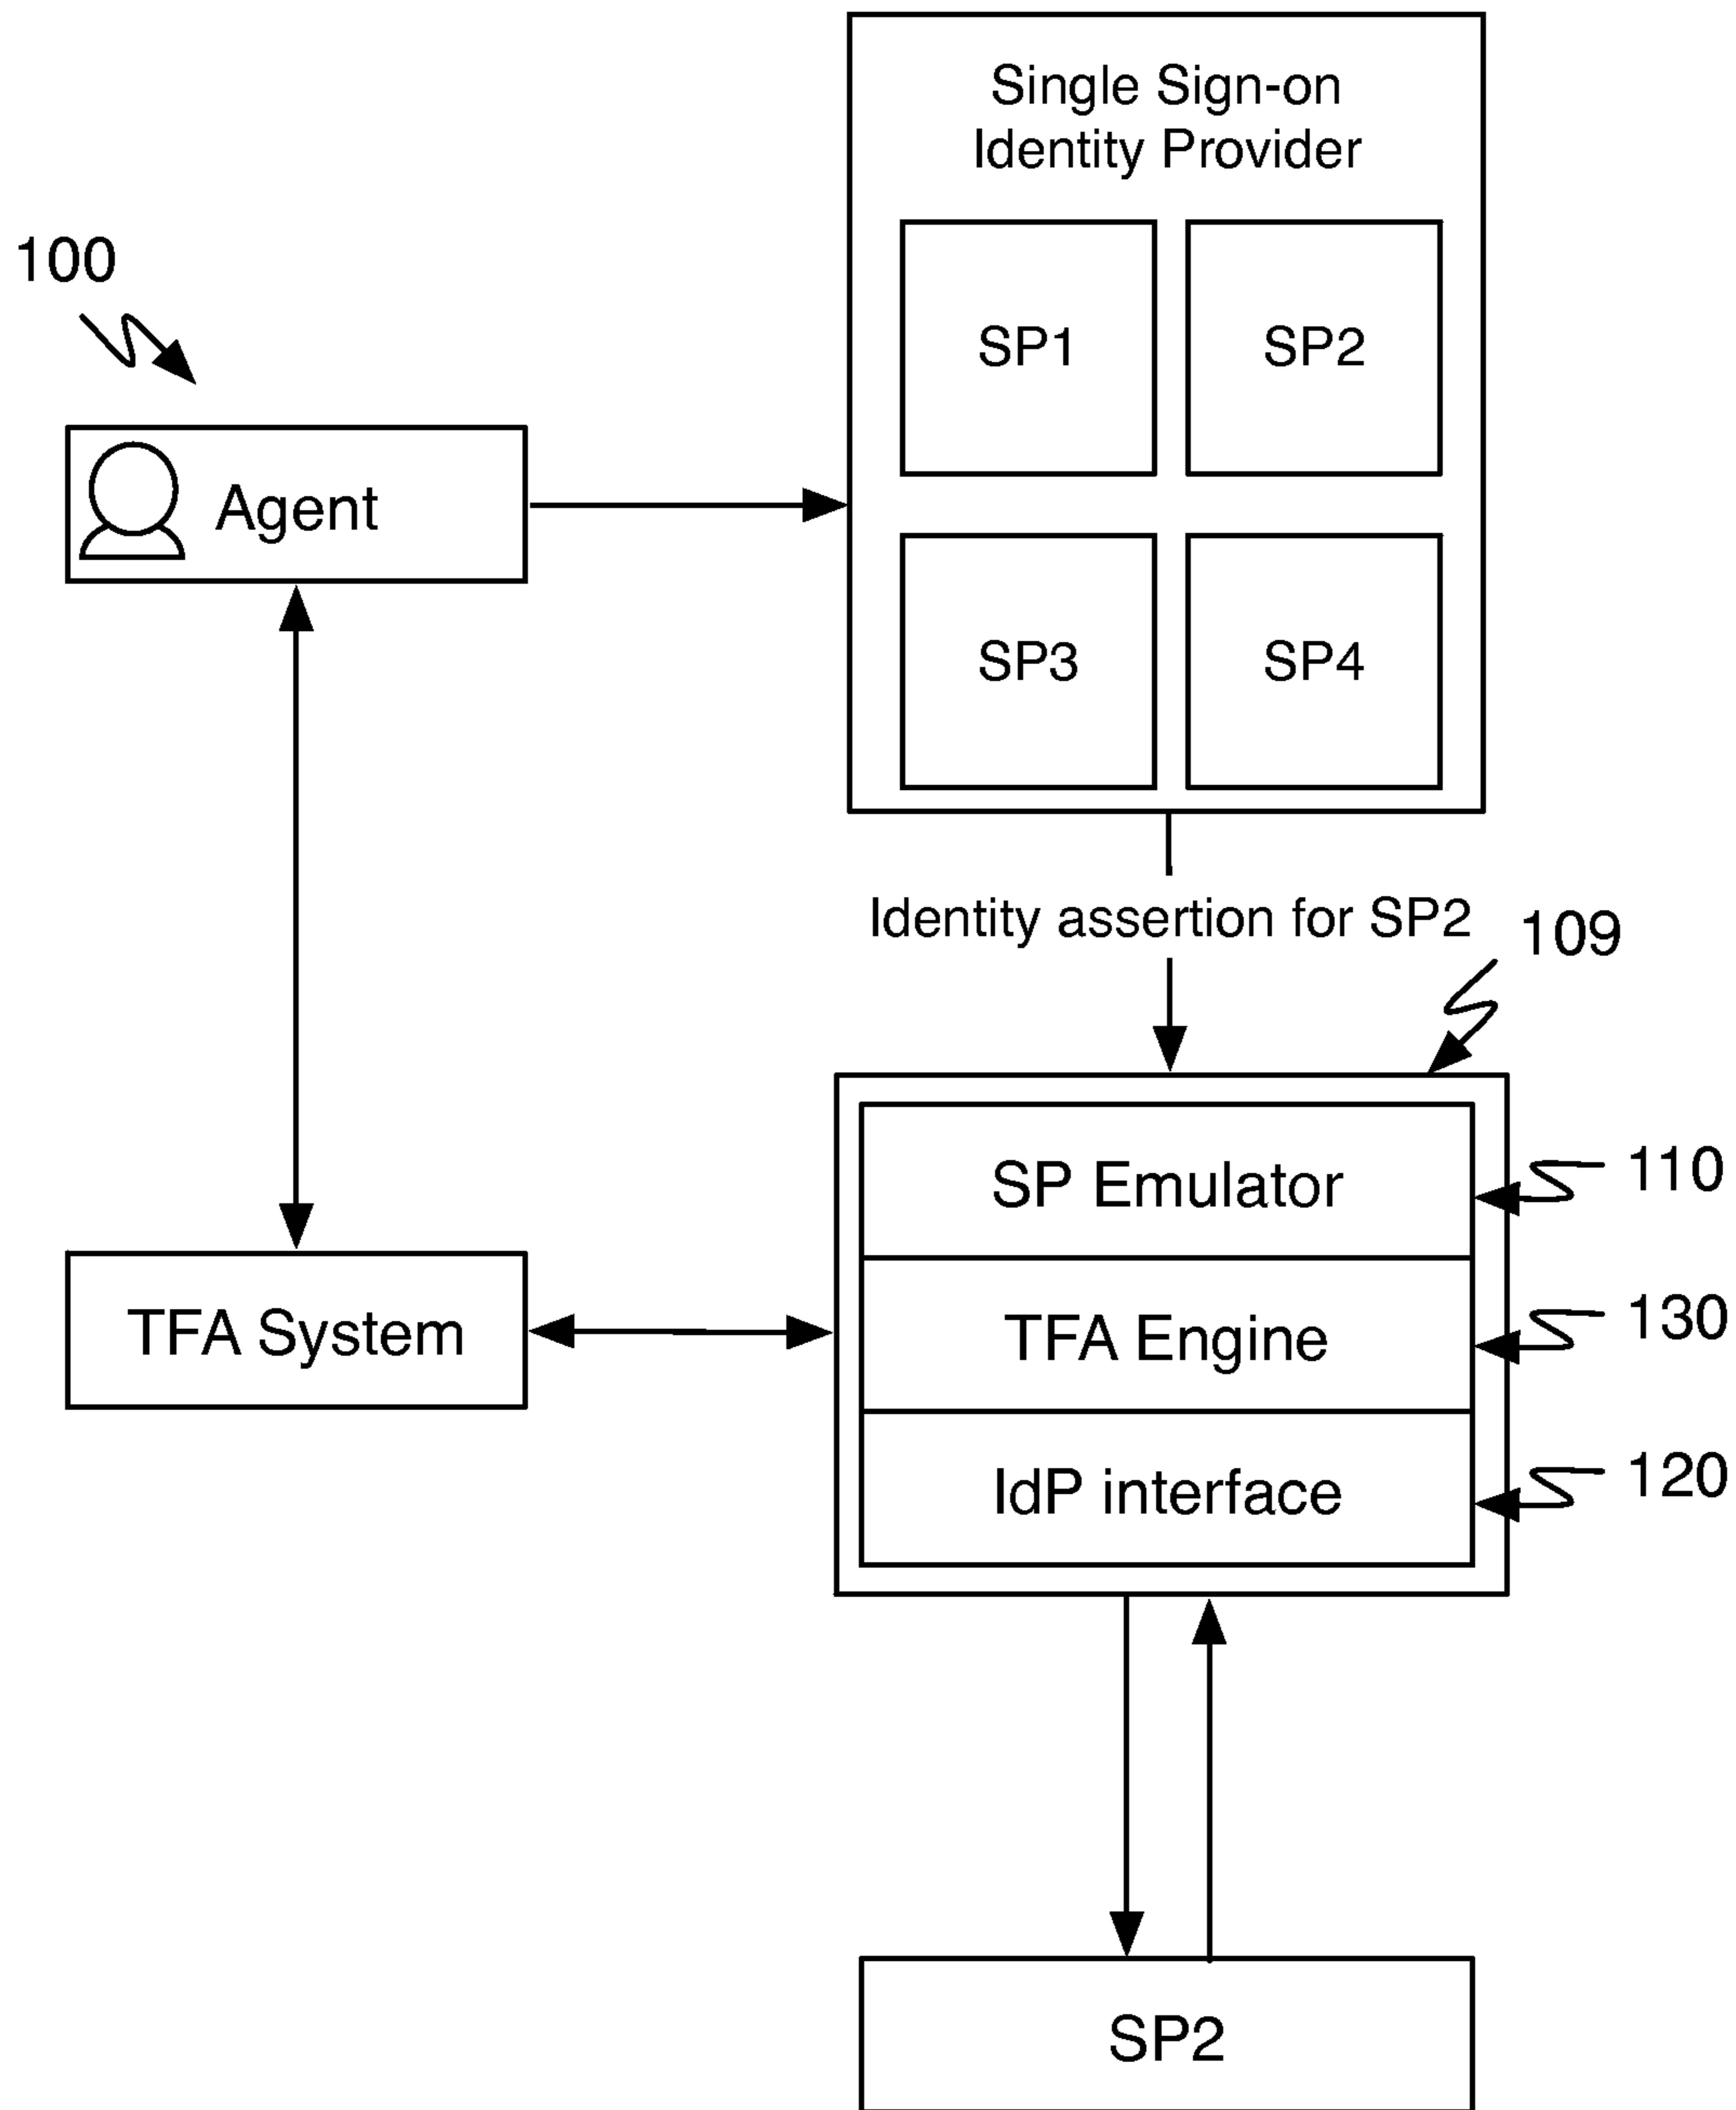 Single Sign-on
Identity Provider
100
SP1
SP2
Agent
SP3
SP4
Identity assertion for SP2
109
SP Emulator
110
TFA System
TFA Engine
130
IdP interface
120
SP2